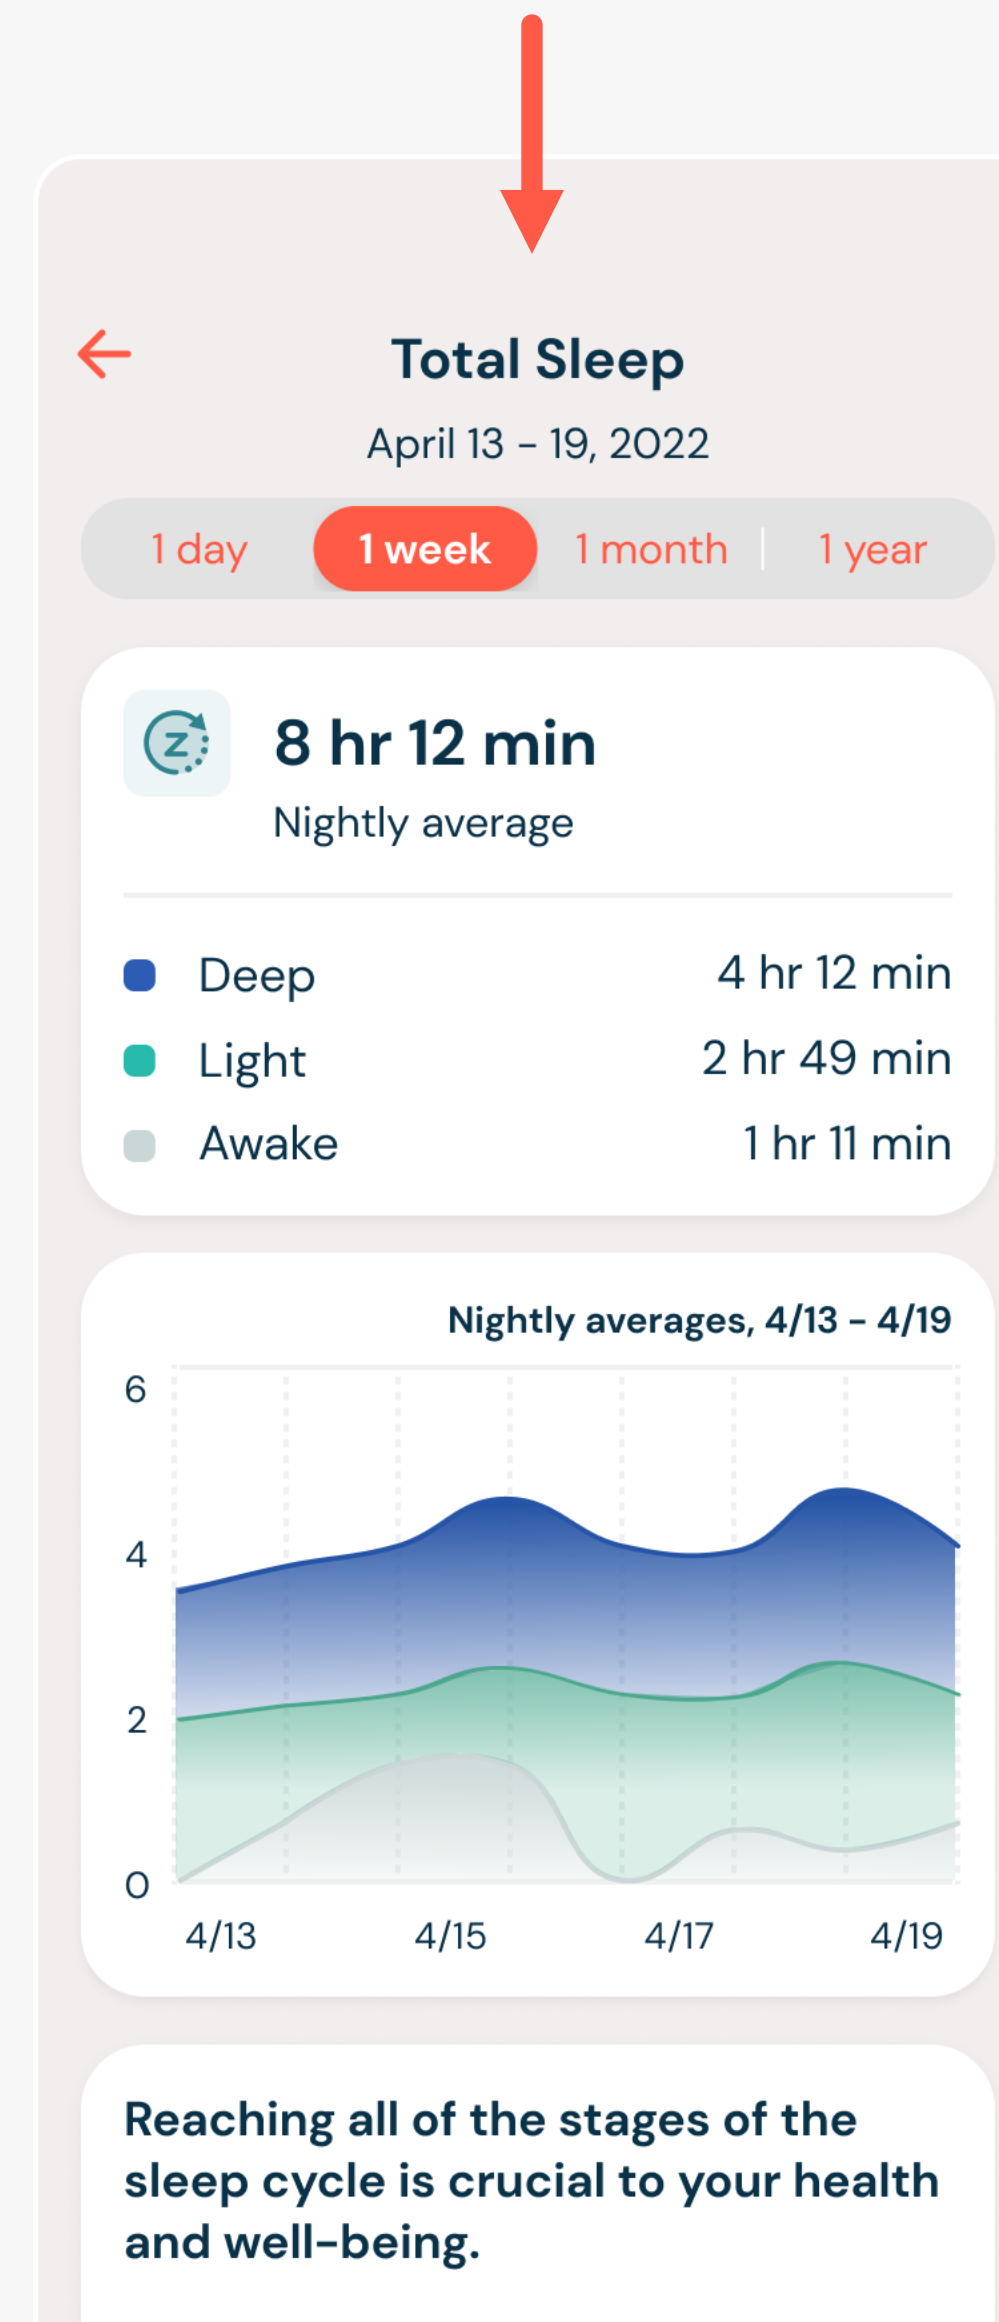 Total Sleep
April 13 – 19, 2022
1 day 1 week 1 month 1 year
8 hr 12 min
Nightly average
Deep 4 hr 12 min
Light 2 hr 49 min
Awake 1 hr 11 min
Nightly averages, 4/13 – 4/19
6
4
2
0
4/13 4/15 4/17 4/19
Reaching all of the stages of the
sleep cycle is crucial to your health
and well-being.